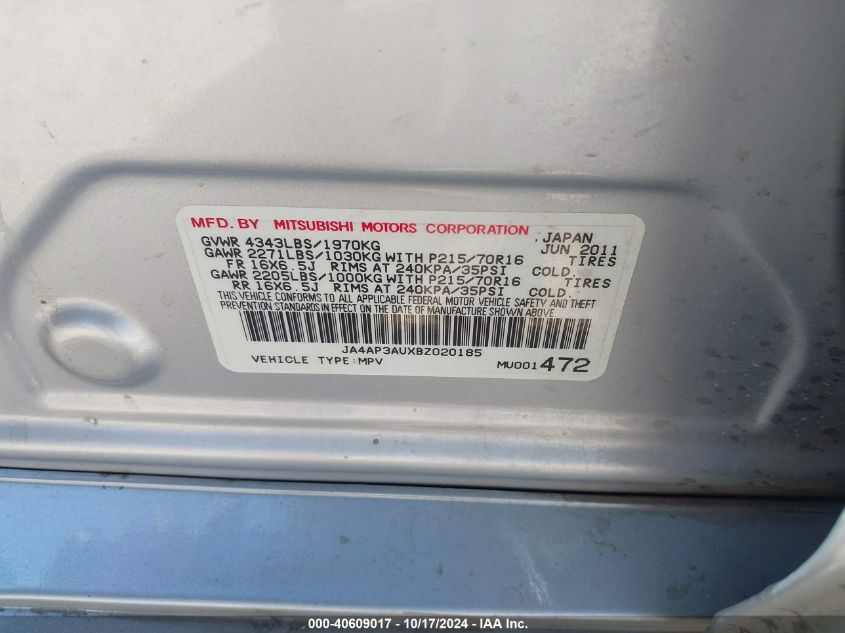 MFD. BY MITSUBISHI MOTORS CORPORATION JAPAN
GVWR 4343LBS/1970KG JUN 2011
GAWR 2271LBS/1030KG WITH P215/70R16 TIRES
FR 16X6.5J RIMS AT 240KPA/35PSI COLD.
GAWR 2205LBS/1000KG WITH P215/70R16 TIRES
RR 16X6.5J RIMS AT 240KPA/35PSI COLD.
THIS VEHICLE CONFORMS TO ALL APPLICABLE FEDERAL MOTOR VEHICLE SAFETY AND THEFT
PREVENTION STANDARDS IN EFFECT ON THE DATE OF MANUFACTURE SHOWN ABOVE.
JA4AP3AUXBZ020185
VEHICLE TYPE:MPV MU001472
000-40609017 - 10/17/2024 - IAA Inc.